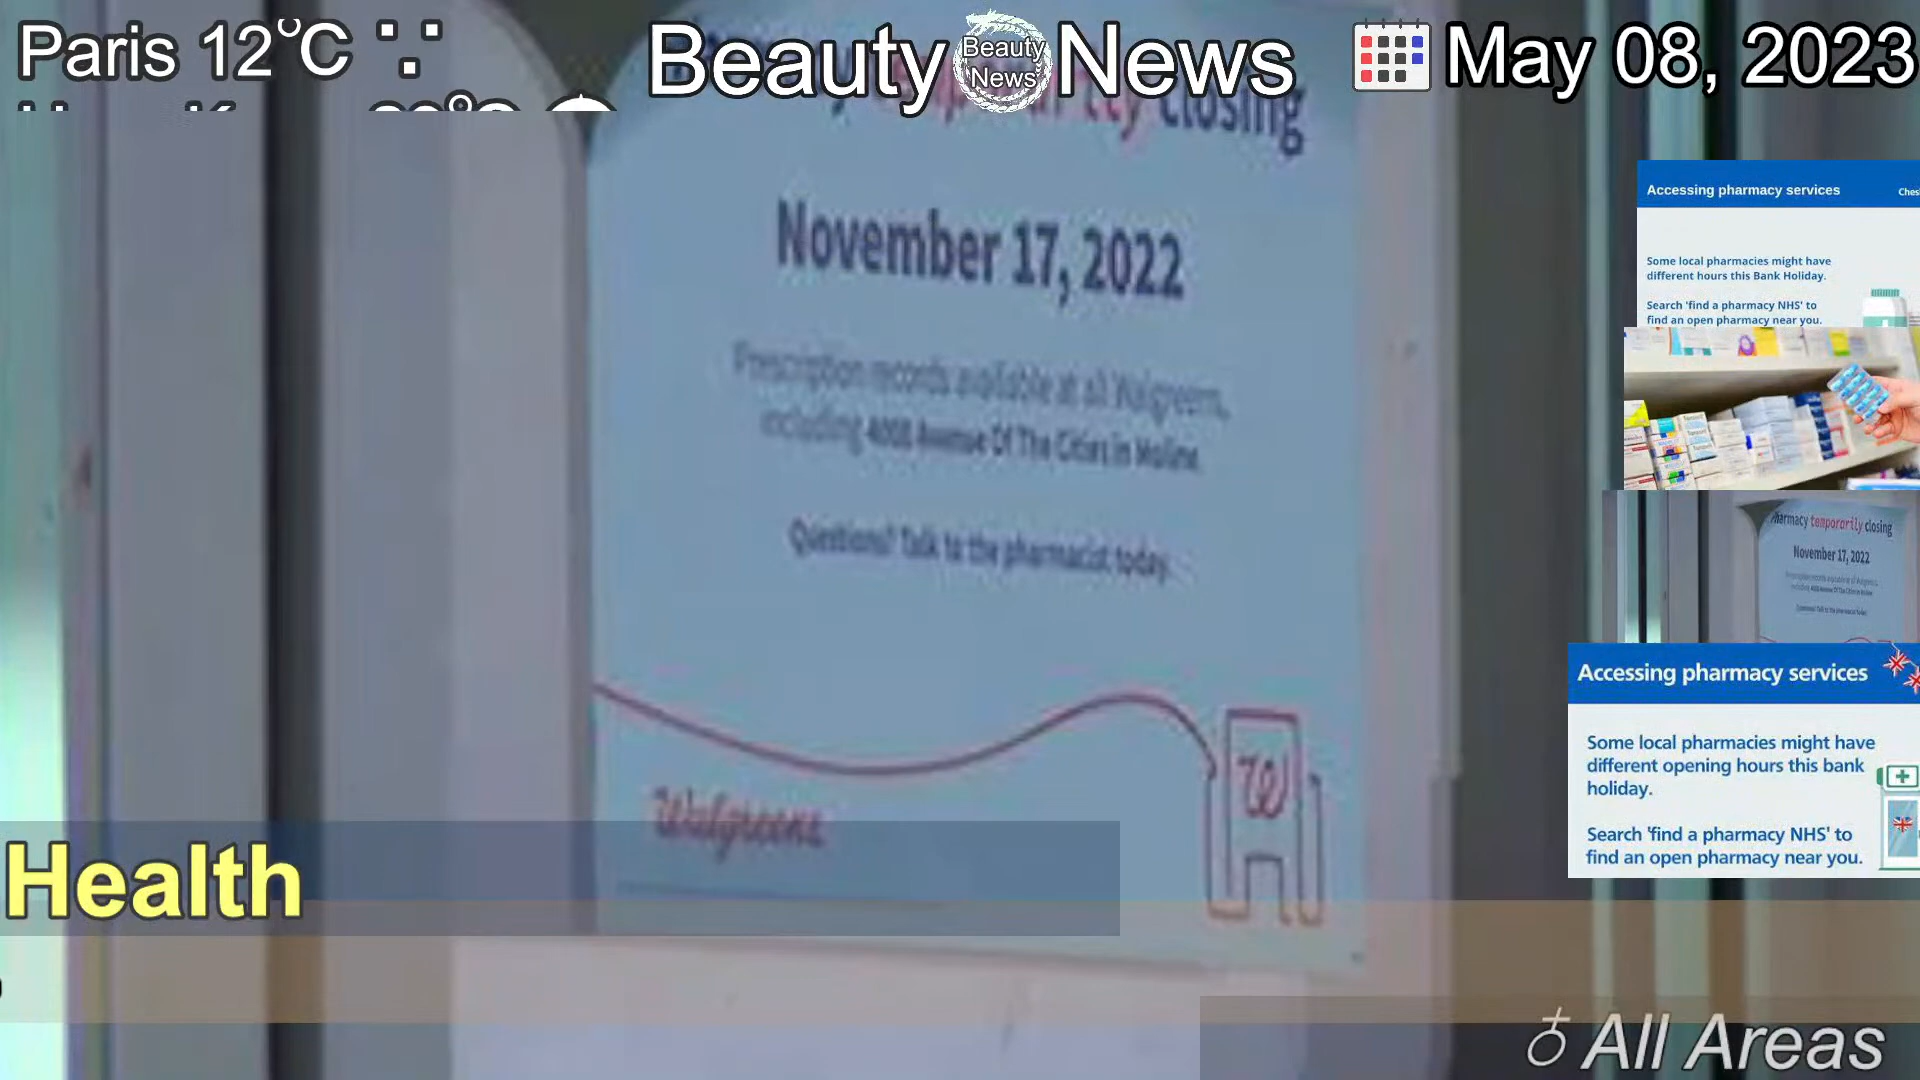 Paris 12°C
Beauty News
Beauty
News
May 08, 2023
closing
November 17, 2022
Prescription records available at all Walgreens,
including 4000 Avenue Of The Cities in Moline
Questions? Talk to the pharmacist today.
Walgreens
W
Accessing pharmacy services
Some local pharmacies might have
different hours this Bank Holiday.
Search 'find a pharmacy NHS' to
find an open pharmacy near you.
Pharmacy temporarily closing
November 17, 2022
Accessing pharmacy services
Some local pharmacies might have
different opening hours this bank
holiday.
Search 'find a pharmacy NHS' to
find an open pharmacy near you.
Health
All Areas